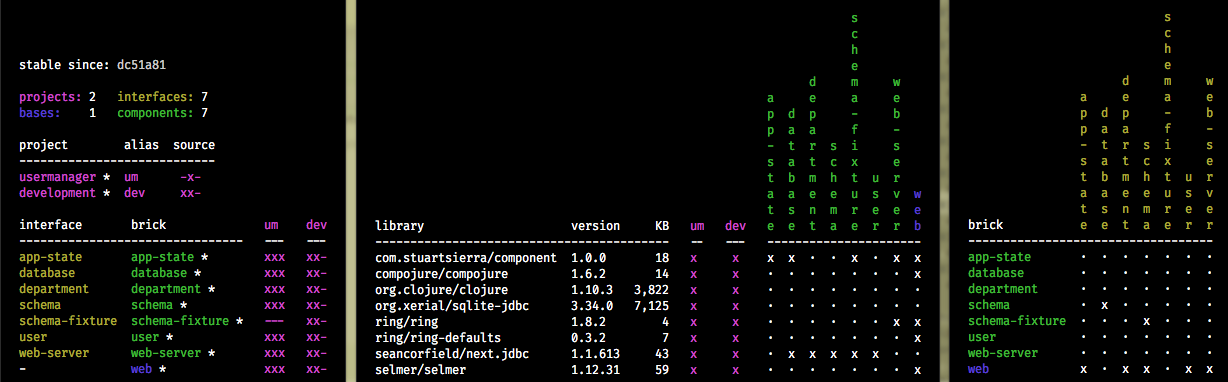 stable since: dc51a81
projects: 2 interfaces: 7
bases: 1 components: 7
project alias source
---------------------------
usermanager * um -x-
development * dev xx-
interface brick um dev
-------------------------------- --- ---
app-state app-state * xxx xx-
database database * xxx xx-
department department * xxx xx-
schema schema * xxx xx-
schema-fixture schema-fixture * --- xx-
user user * xxx xx-
web-server web-server * xxx xx-
- web * xxx xx-
library version KB um dev app-state database department schema schema-fixture user web-server web
----------------------------------------- -- --- ----------------------
com.stuartsierra/component 1.0.0 18 x x x x · · x · x x
compojure/compojure 1.6.2 14 x x · · · · · · · x
org.clojure/clojure 1.10.3 3,822 x x · · · · · · · ·
org.xerial/sqlite-jdbc 3.34.0 7,125 x x · · · · · · · ·
ring/ring 1.8.2 4 x x · · · · · · x x
ring/ring-defaults 0.3.2 7 x x · · · · · · · x
seancorfield/next.jdbc 1.1.613 43 x x · x x x x x · ·
selmer/selmer 1.12.31 59 x x · · · · · · · x
brick app-state database department schema schema-fixture user web-server
-----------------------------------
app-state · · · · · · ·
database · · · · · · ·
department · · · · · · ·
schema · x · · · · ·
schema-fixture · · · x · · ·
user · · · · · · ·
web-server · · · · · · ·
web x · x · · x x